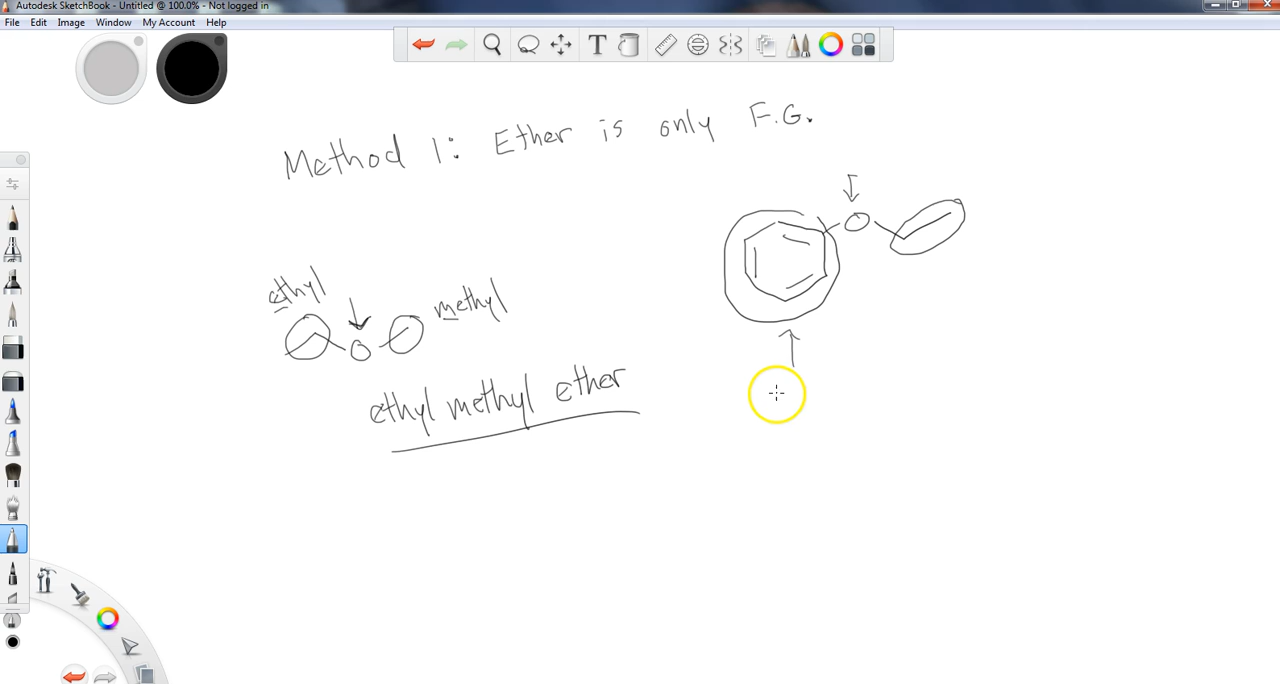 Autodesk SketchBook - Untitled @ 100.0% - Not logged in
File Edit Image Window My Account Help
T
Method 1: Ether is only F.G.
O
ethyl
methyl
O
ethyl methyl ether